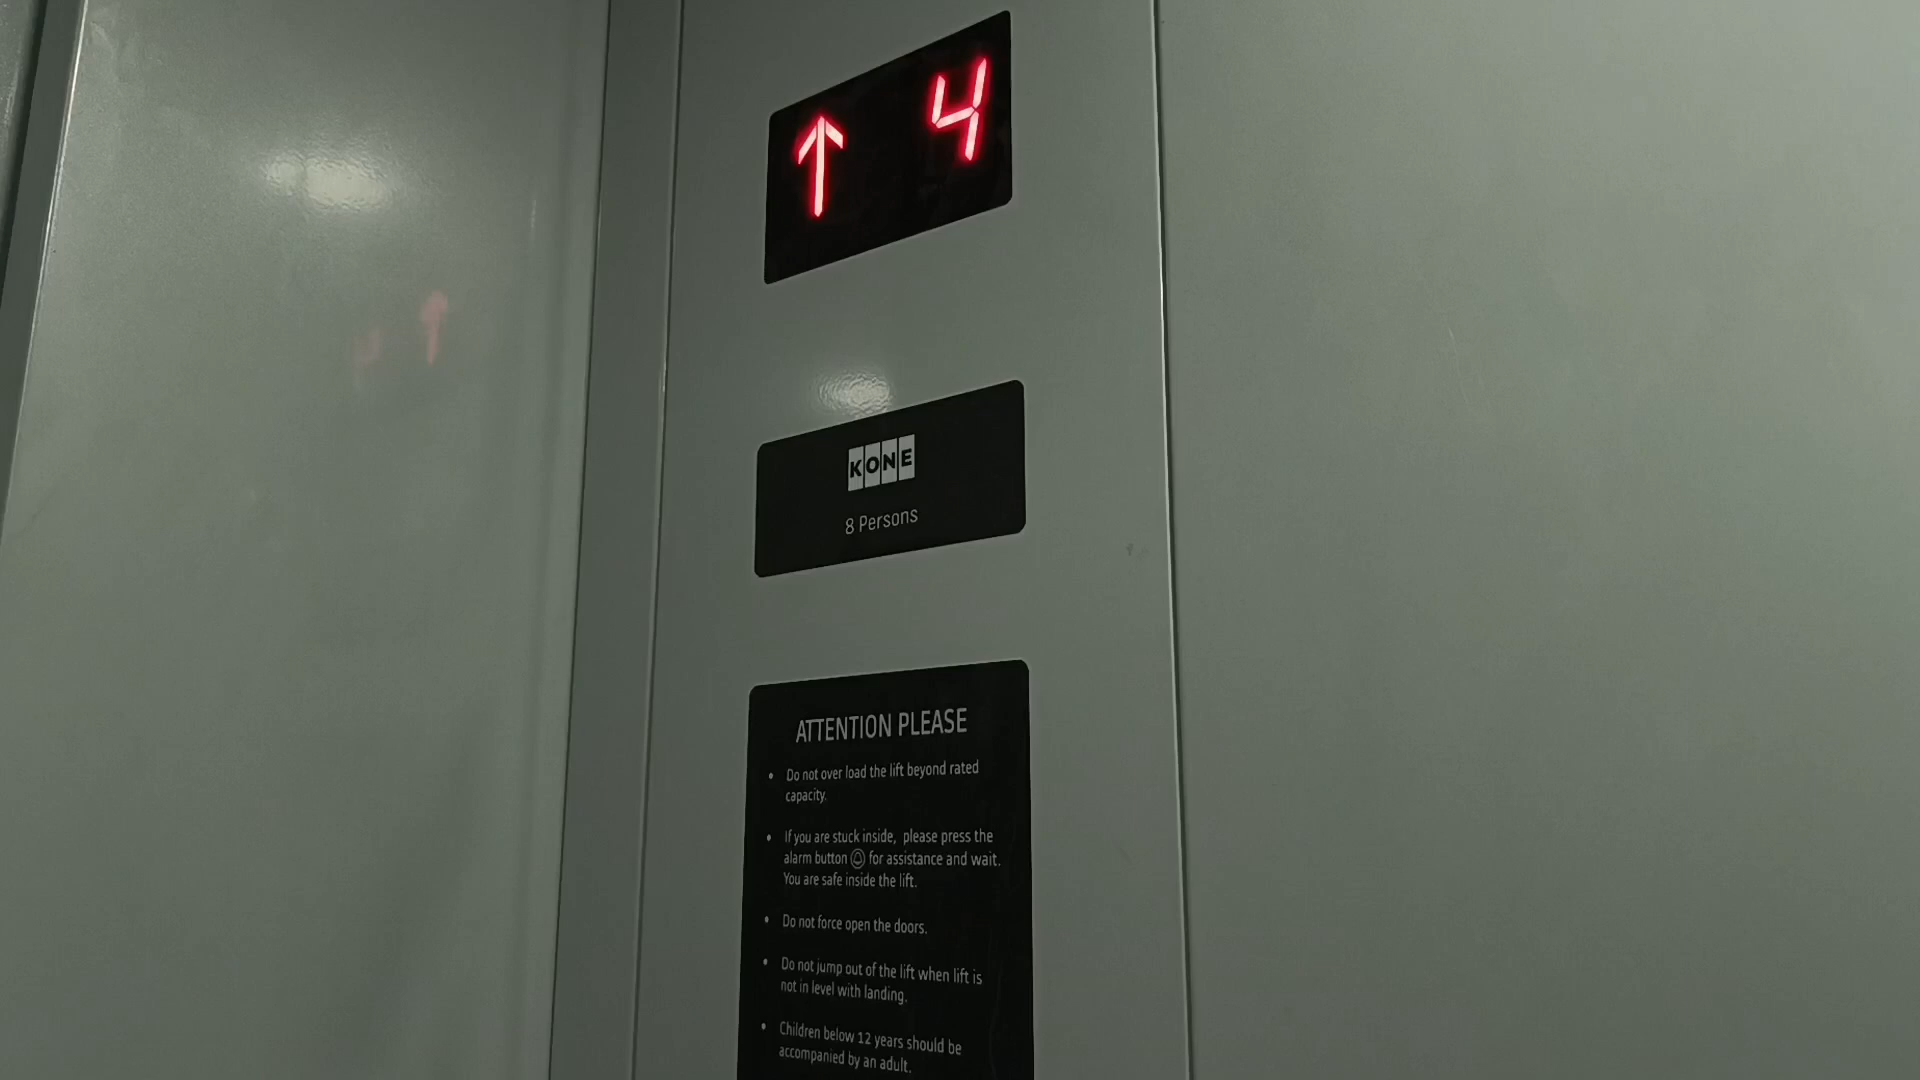 ↑ 4
KONE
8 Persons
ATTENTION PLEASE
• Do not over load the lift beyond rated
capacity.
• If you are stuck inside, please press the
alarm button for assistance and wait.
You are safe inside the lift.
• Do not force open the doors.
• Do not jump out of the lift when lift is
not in level with landing.
• Children below 12 years should be
accompanied by an adult.